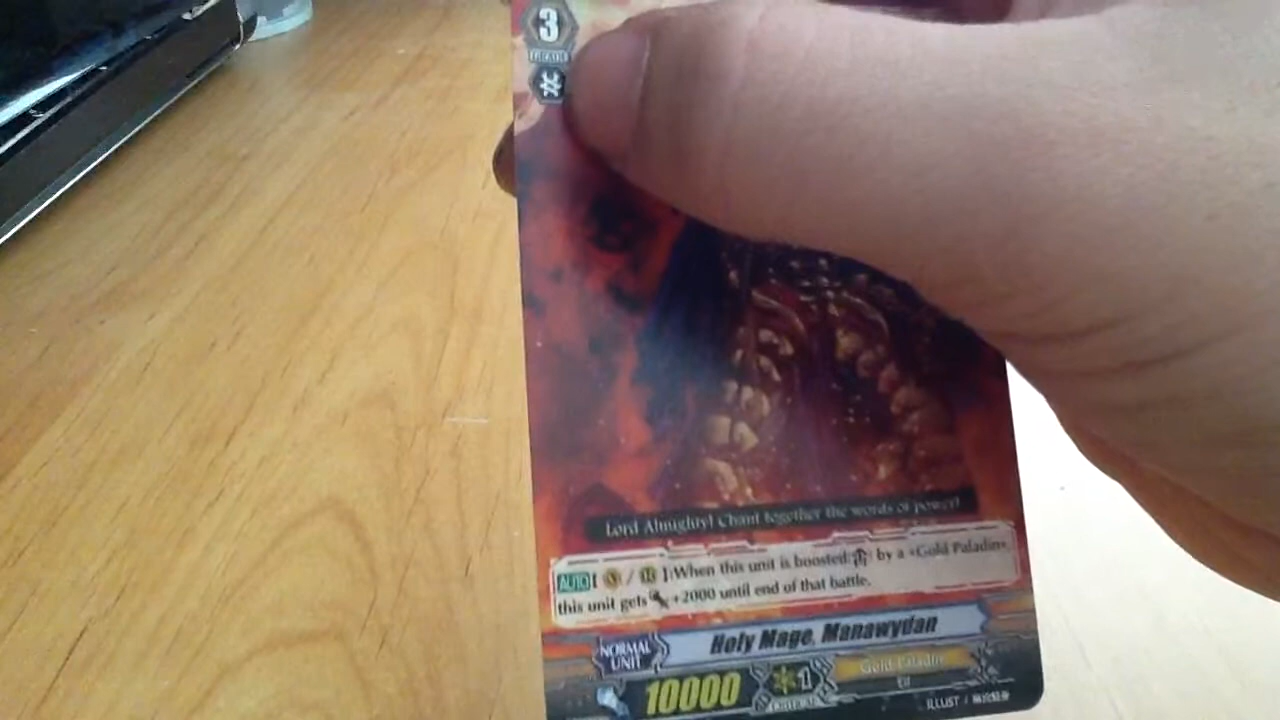 3
GRADE
Lord Almighty! Chant together the words of power!
AUTO [ / ]:When this unit is boosted by a «Gold Paladin»,
this unit gets +2000 until end of that battle.
NORMAL
UNIT
Holy Mage, Manawydan
10000
1
CRITICAL
Gold Paladin
Elf
ILLUST /